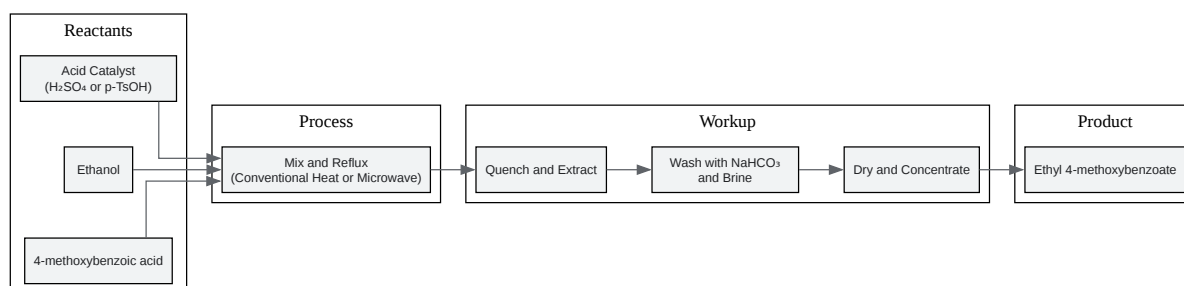 Reactants
Acid Catalyst
(H₂SO₄ or p-TsOH)
Ethanol
4-methoxybenzoic acid
Process
Mix and Reflux
(Conventional Heat or Microwave)
Workup
Quench and Extract
Wash with NaHCO₃
and Brine
Dry and Concentrate
Product
Ethyl 4-methoxybenzoate